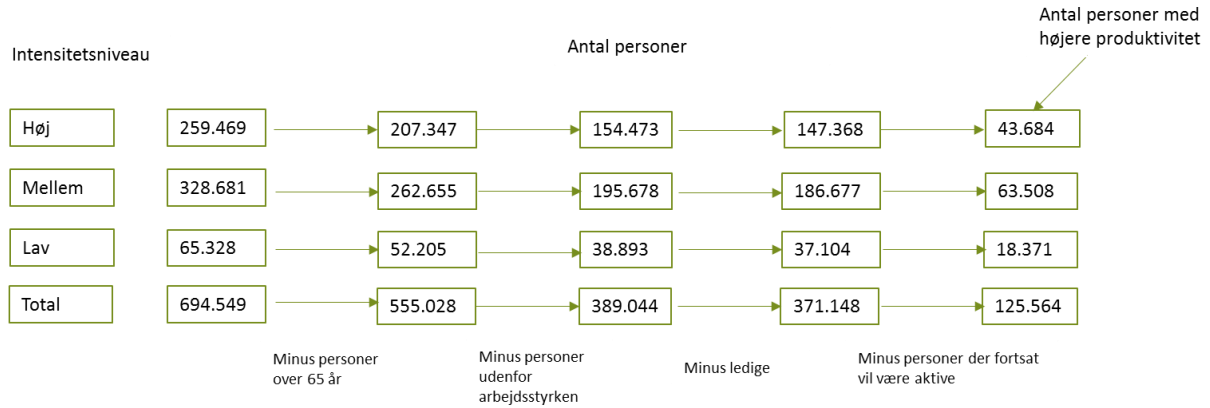 Antal personer med
højere produktivitet
Antal personer
Intensitetsniveau
Høj 259.469 207.347 154.473 147.368 43.684
Mellem 328.681 262.655 195.678 186.677 63.508
Lav 65.328 52.205 38.893 37.104 18.371
Total 694.549 555.028 389.044 371.148 125.564
Minus personer
over 65 år
Minus personer
udenfor
arbejdsstyrken
Minus ledige
Minus personer der fortsat
vil være aktive